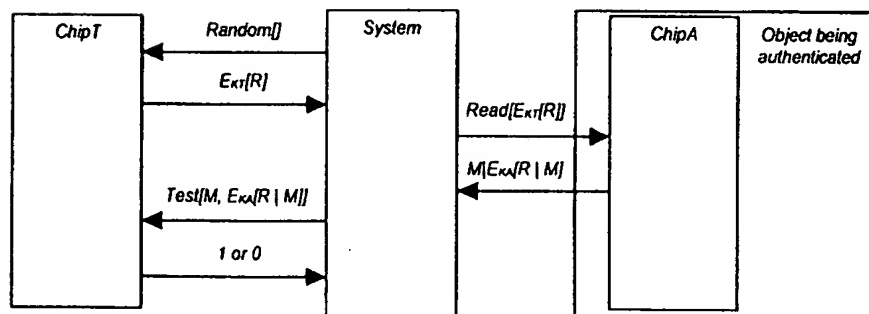 ChipT
System
ChipA
Object being
authenticated
Random[]
EKT[R]
Read[EKT[R]]
M|EKA[R | M]
Test[M, EKA[R | M]]
1 or 0